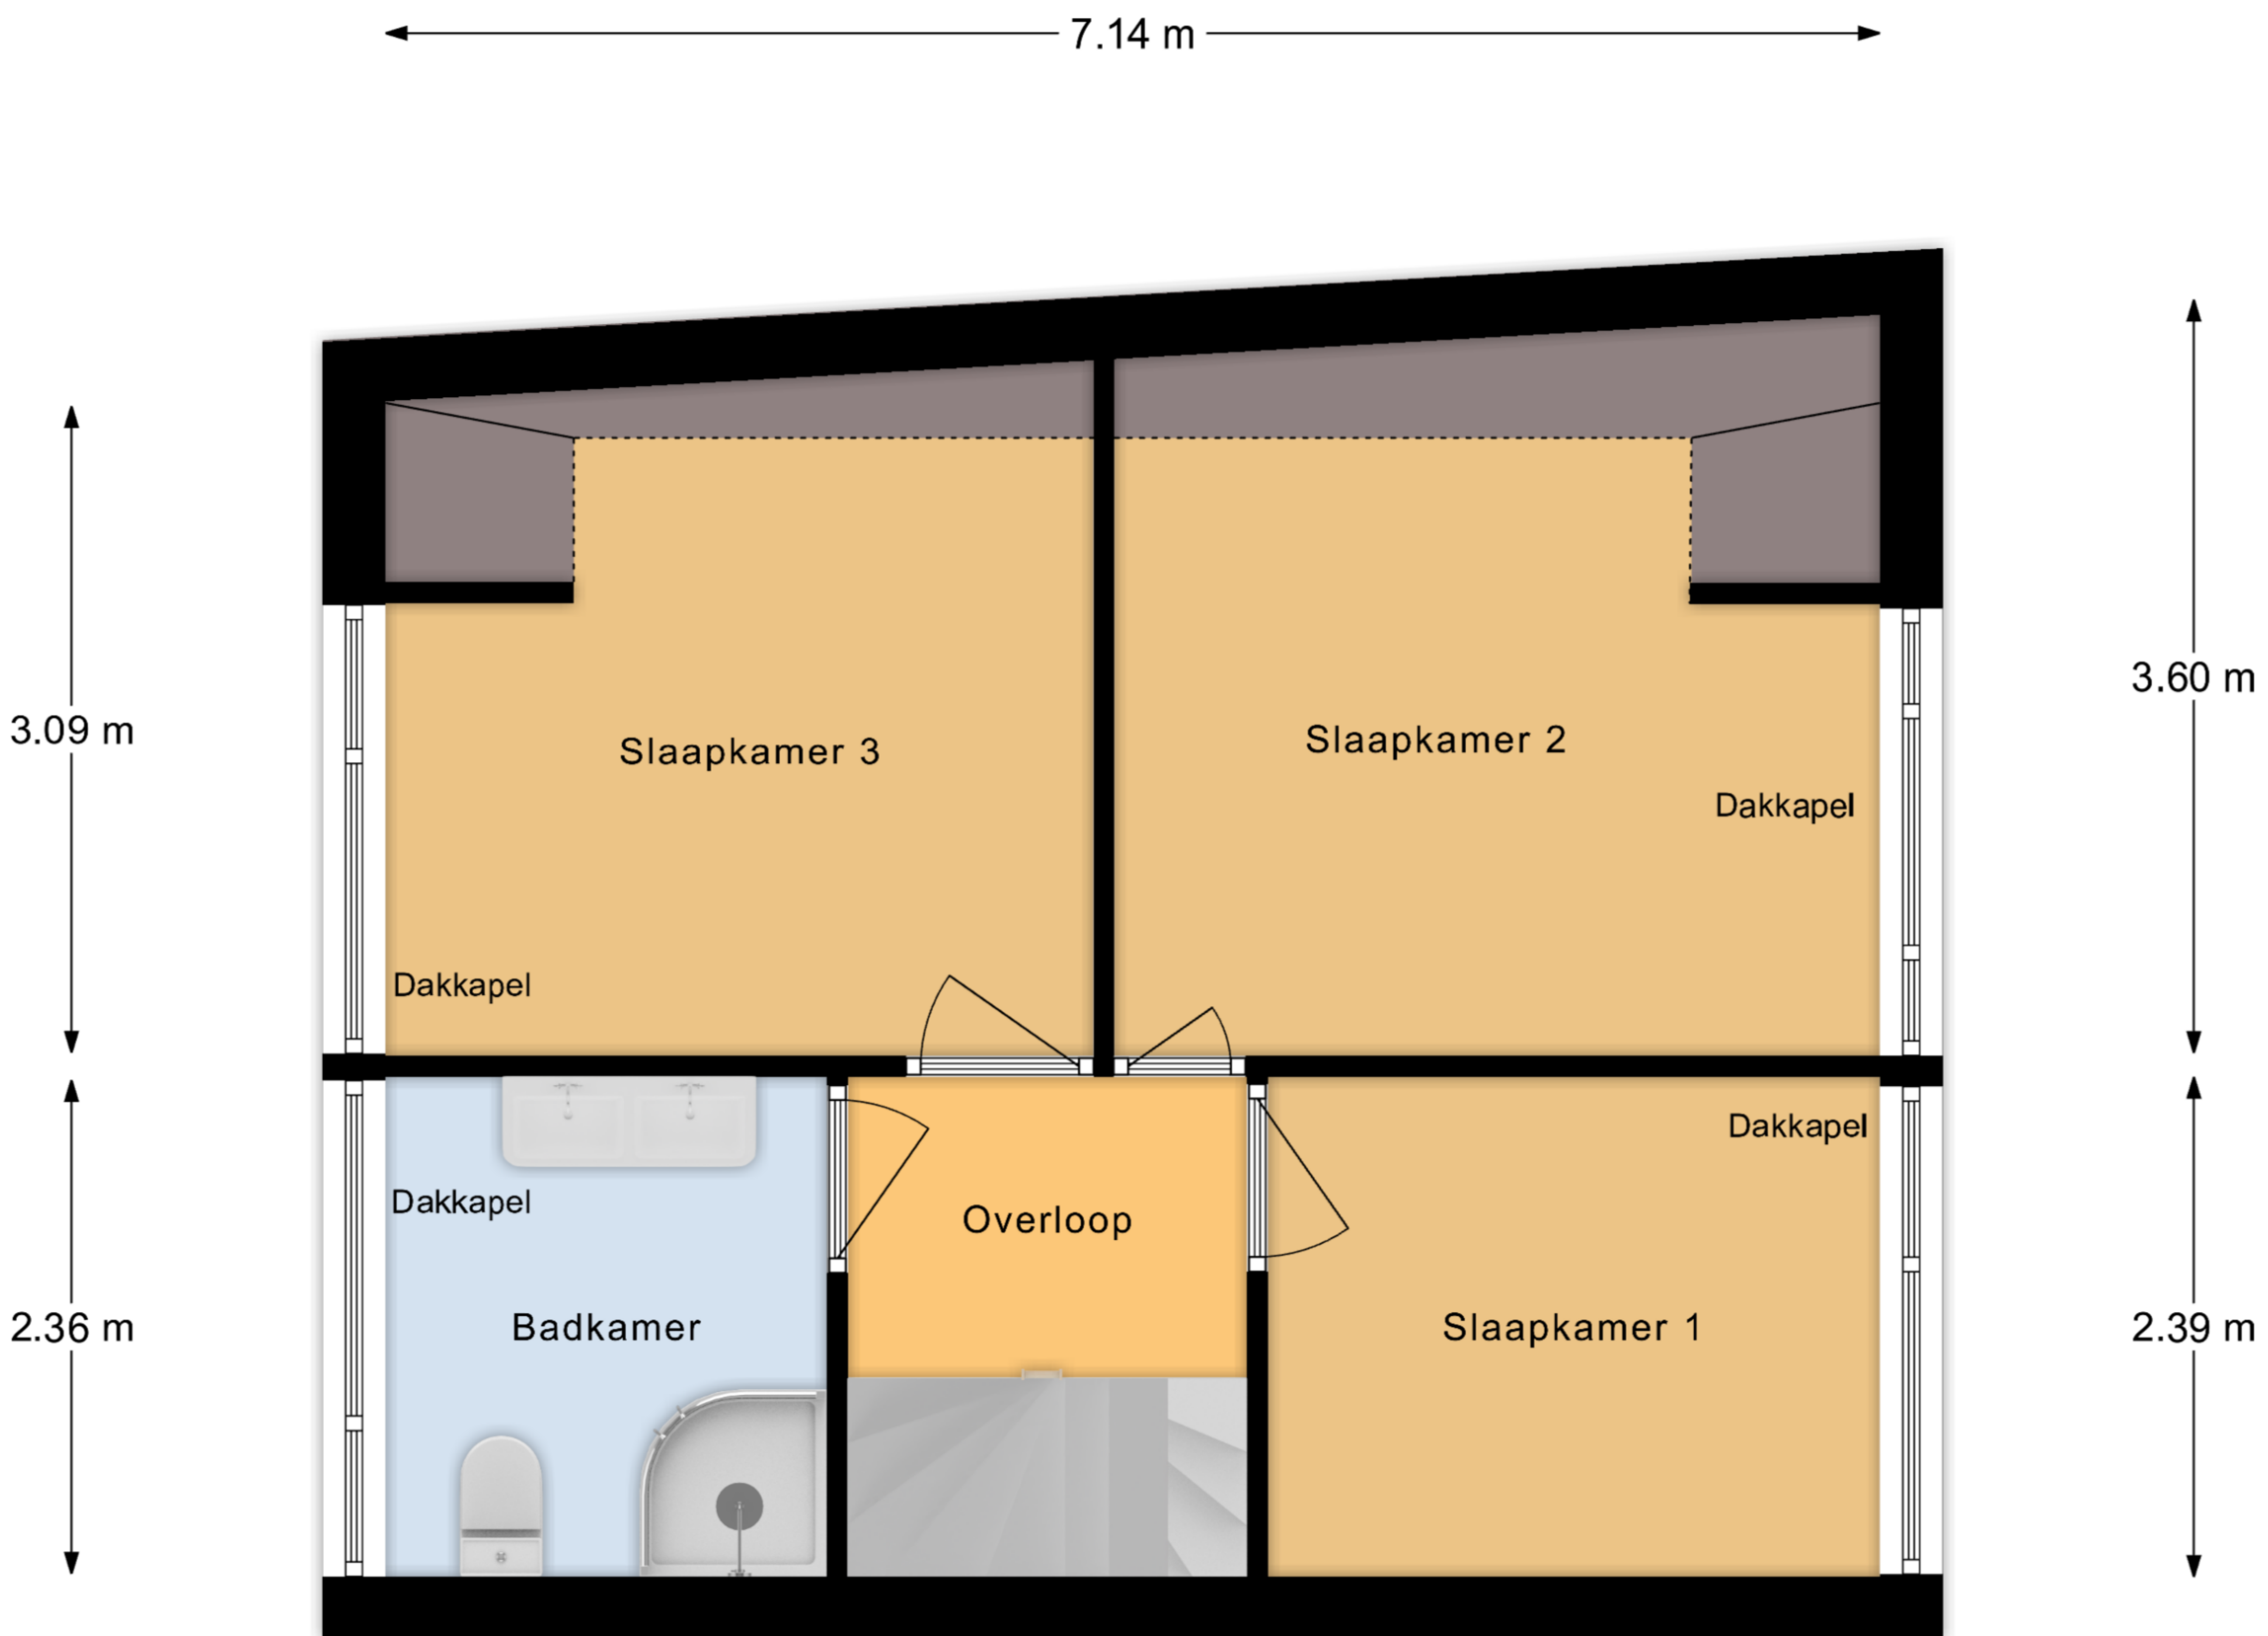 7.14 m
3.60 m
3.09 m
Slaapkamer 3
Slaapkamer 2
Dakkapel
Dakkapel
Dakkapel
Dakkapel
Overloop
2.36 m
Badkamer
Slaapkamer 1
2.39 m